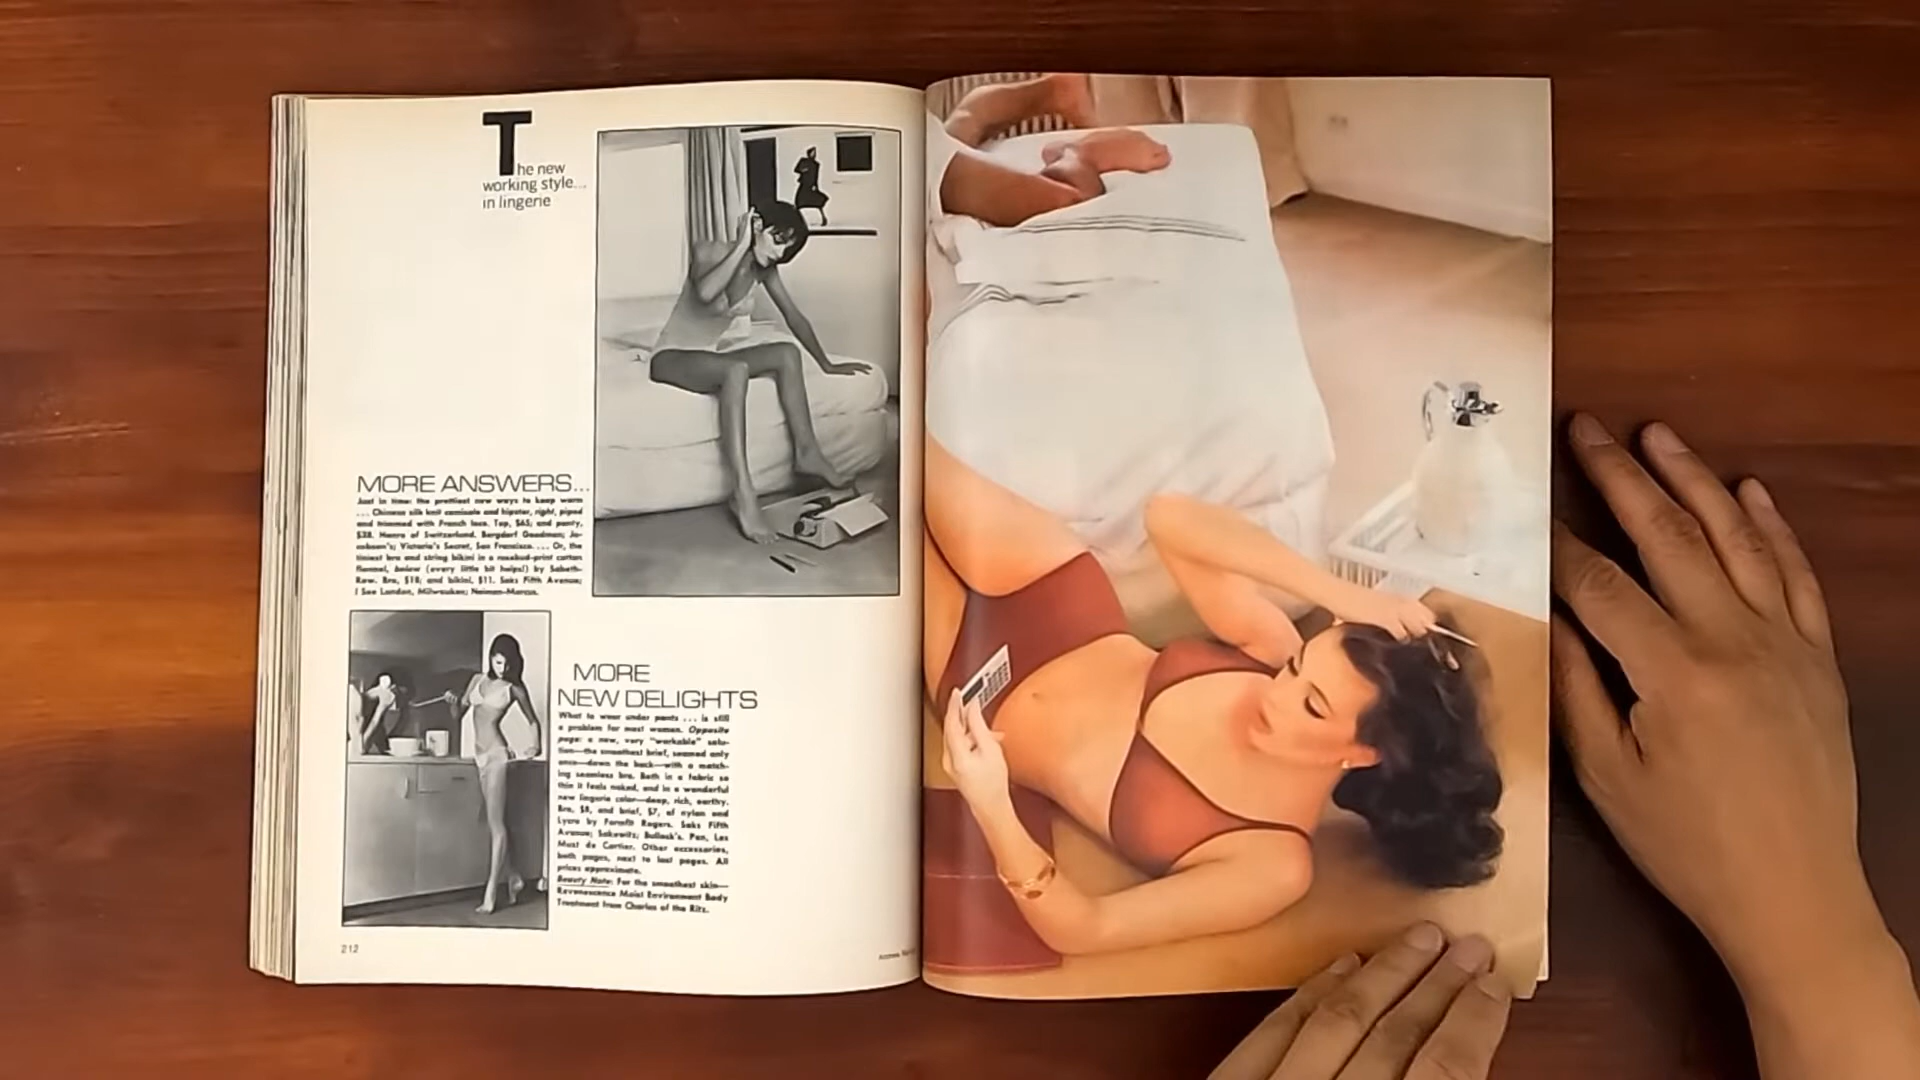 The new
working style...
in lingerie
MORE ANSWERS...
Just in time: the prettiest new ways to keep warm
... Chinese silk knit camisole and hipster, right, piped
and trimmed with French lace. Top, $65; and panty,
$38. Hanro of Switzerland. Bergdorf Goodman; Ja-
cobson's; Victoria's Secret, San Francisco. ... Or, the
tiniest bra and string bikini in a rosebud-print cotton
flannel, below (every little bit helps!) by Sabeth-
Row. Bra, $18; and bikini, $11. Saks Fifth Avenue;
I See London, Milwaukee; Neiman-Marcus.
MORE
NEW DELIGHTS
What to wear under pants ... is still
a problem for most women. Opposite
page: a new, very "workable" solu-
tion—the smoothest brief, seamed only
once—down the back—with a match-
ing seamless bra. Both in a fabric so
thin it feels naked, and in a wonderful
new lingerie color—deep, rich, earthy.
Bra, $8, and brief, $7, of nylon and
Lycra by Formfit Rogers. Saks Fifth
Avenue; Sakowitz; Bullock's. Pen, Les
Must de Cartier. Other accessories,
both pages, next to last pages. All
prices approximate.
Beauty Note: For the smoothest skin—
Revenescence Moist Environment Body
Treatment from Charles of the Ritz.
212